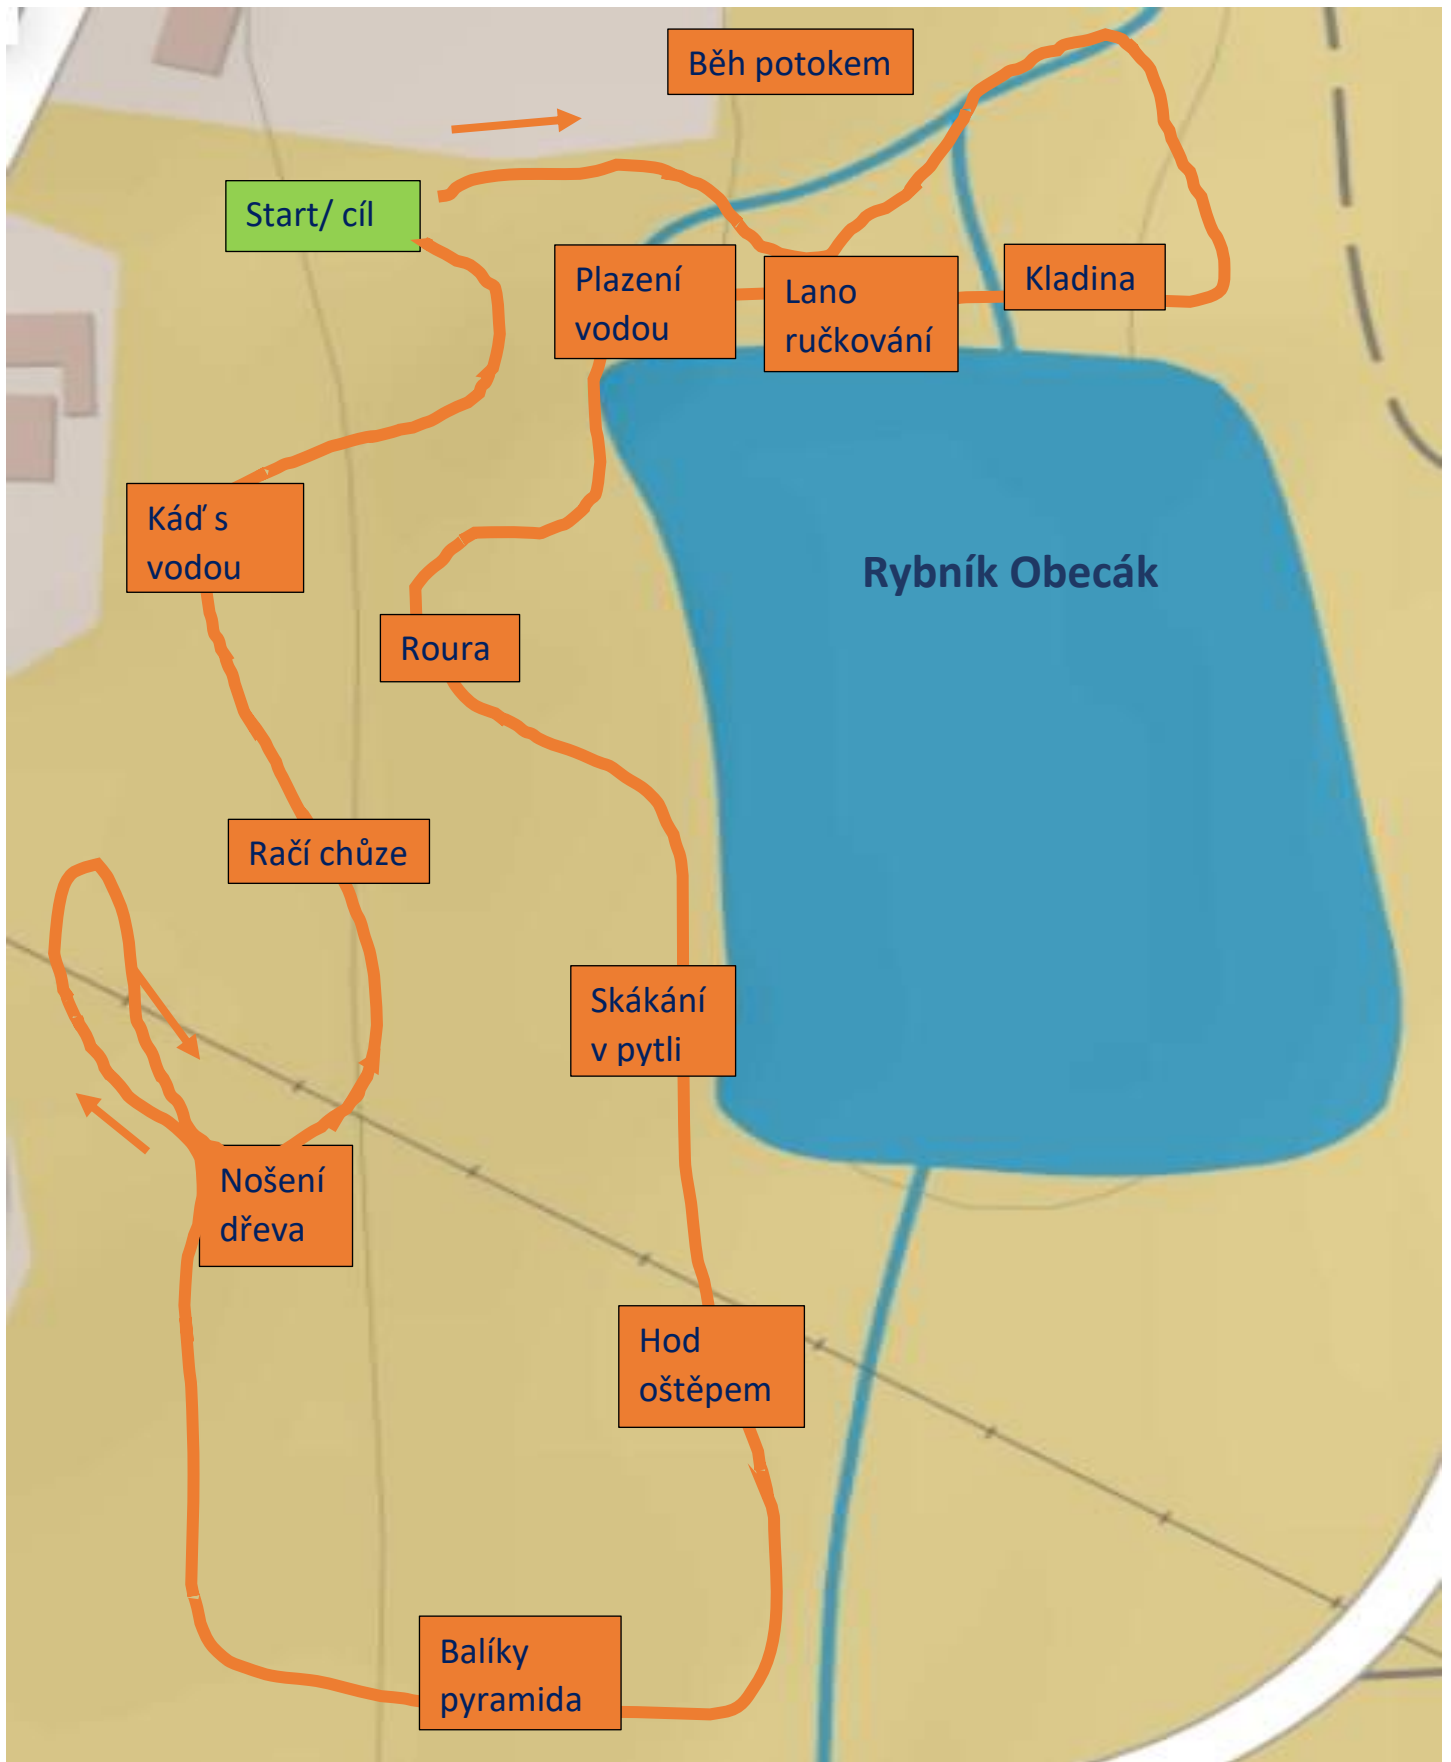 Běh potokem
Start/ cíl
Plazení
vodou
Lano
ručkování
Kladina
Káď s
vodou
Rybník Obecák
Roura
Račí chůze
Skákání
v pytli
Nošení
dřeva
Hod
oštěpem
Balíky
pyramida